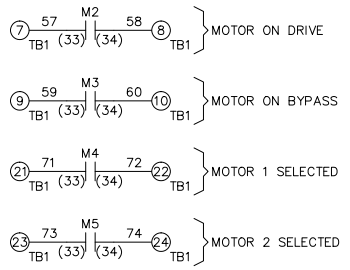 M2
57 58
7 8 MOTOR ON DRIVE
TB1 (33) (34) TB1
M3
59 60
9 10 MOTOR ON BYPASS
TB1 (33) (34) TB1
M4
71 72
21 22 MOTOR 1 SELECTED
TB1 (33) (34) TB1
M5
73 74
23 24 MOTOR 2 SELECTED
TB1 (33) (34) TB1